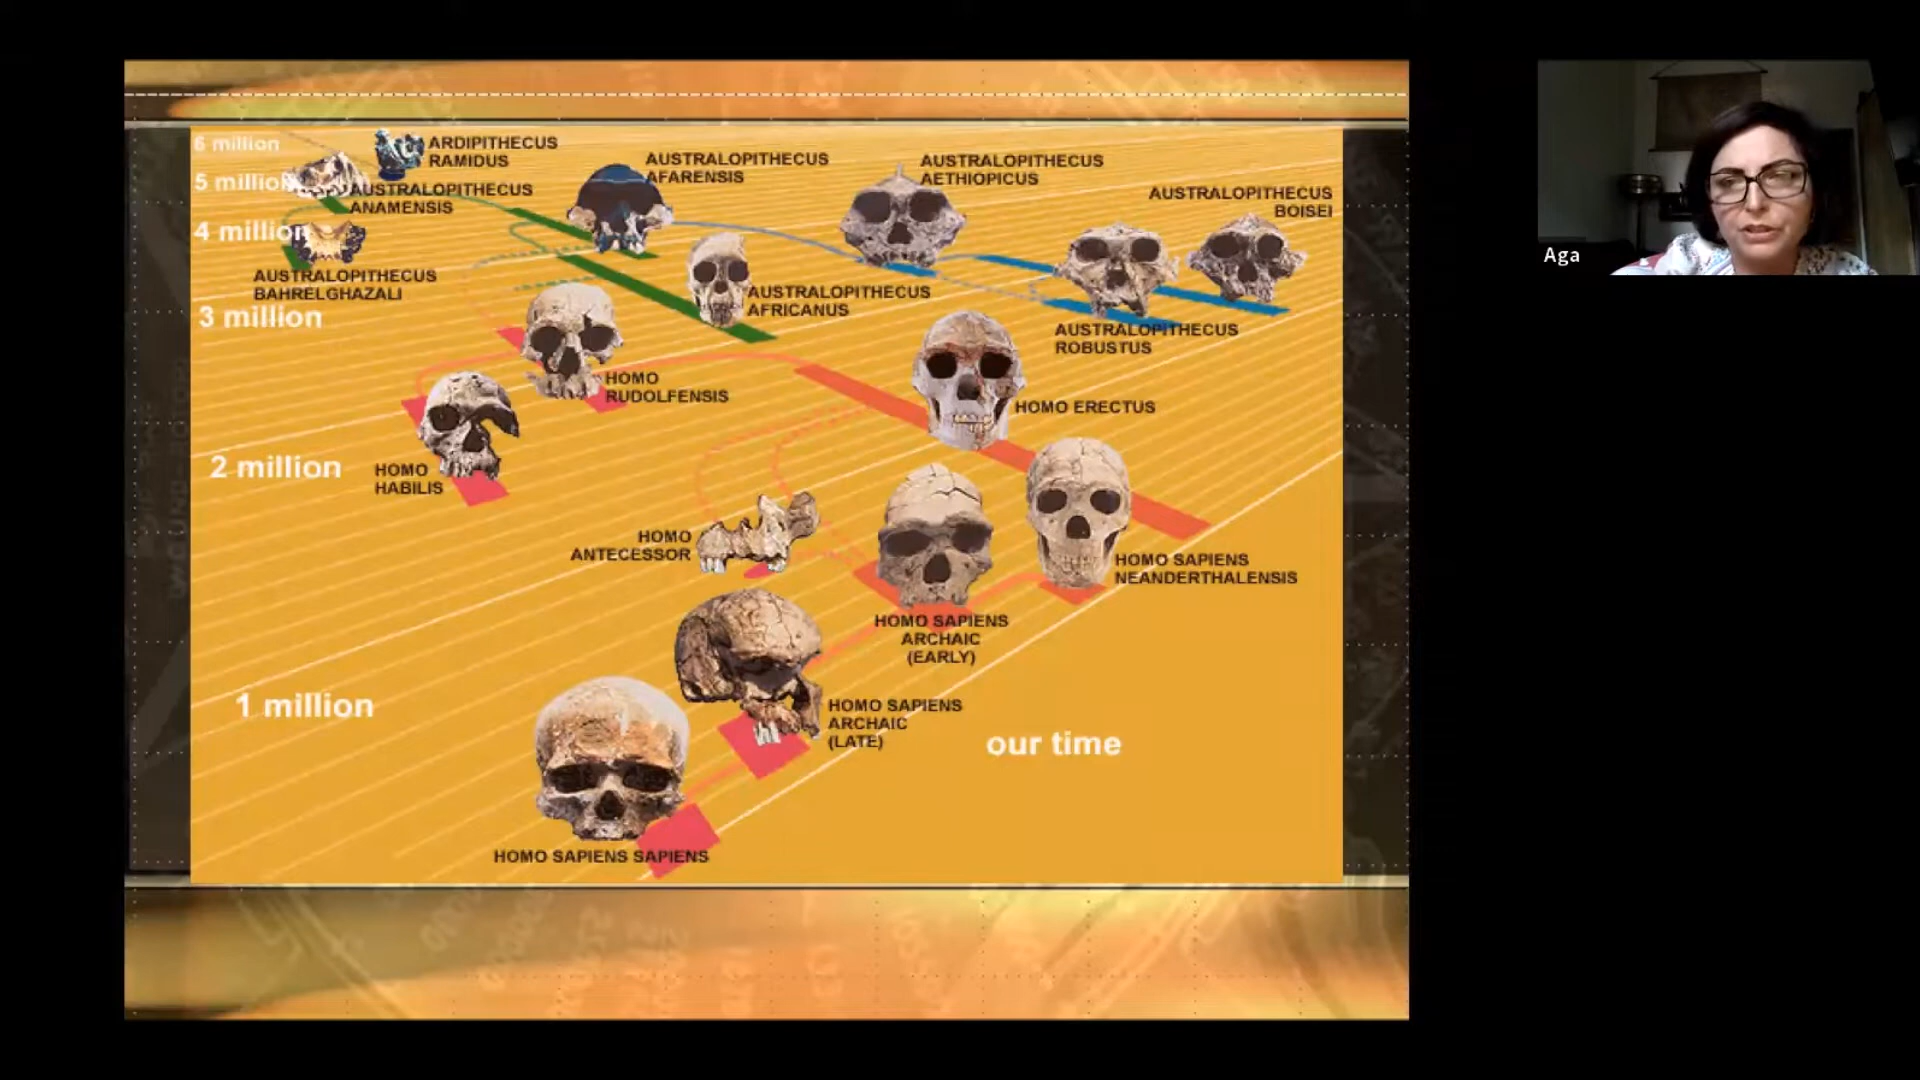 6 million
ARDIPITHECUS
RAMIDUS
AUSTRALOPITHECUS
AFARENSIS
AUSTRALOPITHECUS
AETHIOPICUS
5 million
AUSTRALOPITHECUS
ANAMENSIS
AUSTRALOPITHECUS
BOISEI
4 million
AUSTRALOPITHECUS
BAHRELGHAZALI
AUSTRALOPITHECUS
AFRICANUS
3 million
AUSTRALOPITHECUS
ROBUSTUS
HOMO
RUDOLFENSIS
HOMO ERECTUS
2 million
HOMO
HABILIS
HOMO
ANTECESSOR
HOMO SAPIENS
NEANDERTHALENSIS
HOMO SAPIENS
ARCHAIC
(EARLY)
1 million
HOMO SAPIENS
ARCHAIC
(LATE)
our time
HOMO SAPIENS SAPIENS
Aga